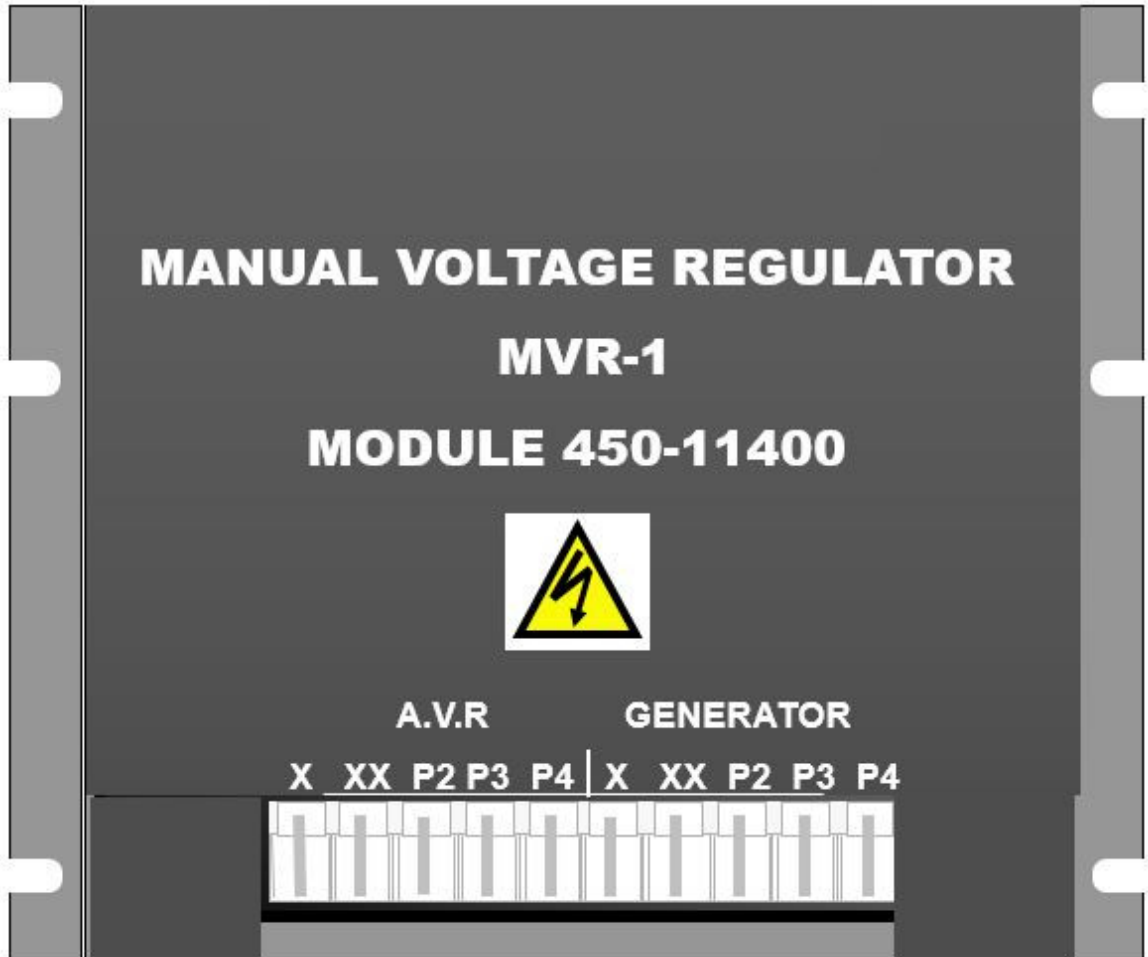 MANUAL VOLTAGE REGULATOR
MVR-1
MODULE 450-11400
A.V.R GENERATOR
X XX P2 P3 P4 X XX P2 P3 P4